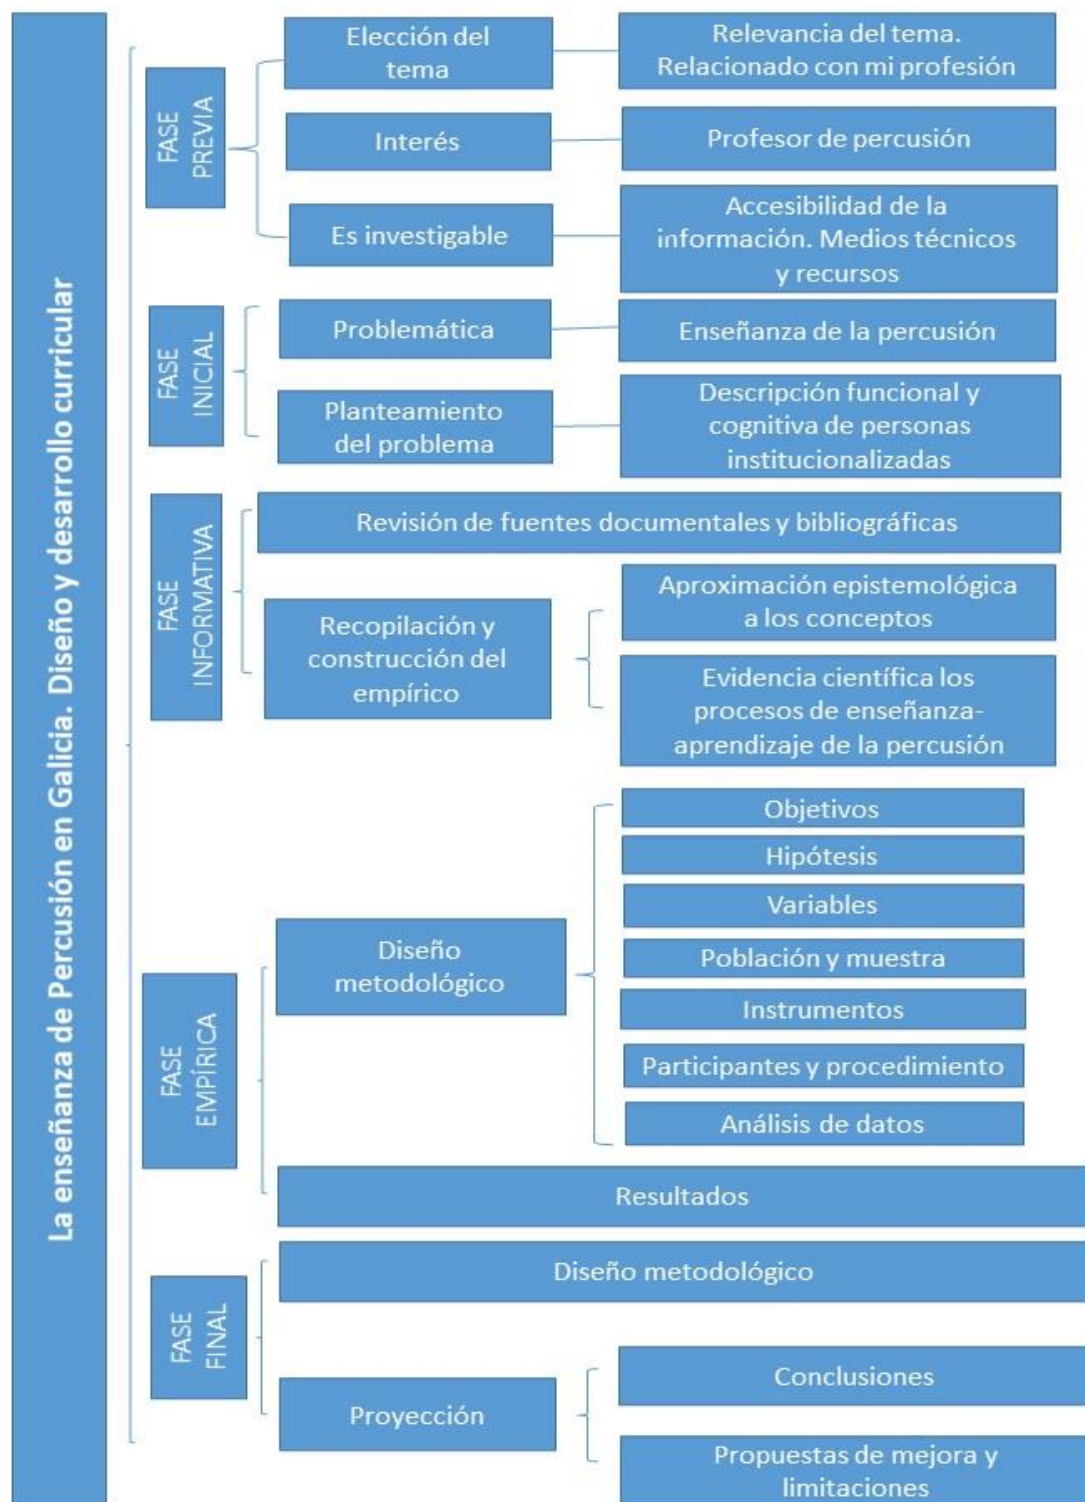 La enseñanza de Percusión en Galicia. Diseño y desarrollo curricular
FASE
PREVIA
Elección del
tema
Relevancia del tema.
Relacionado con mi profesión
Interés
Profesor de percusión
Es investigable
Accesibilidad de la
información. Medios técnicos
y recursos
FASE
INICIAL
Problemática
Enseñanza de la percusión
Planteamiento
del problema
Descripción funcional y
cognitiva de personas
institucionalizadas
FASE
INFORMATIVA
Revisión de fuentes documentales y bibliográficas
Recopilación y
construcción del
empírico
Aproximación epistemológica
a los conceptos
Evidencia científica los
procesos de enseñanza-
aprendizaje de la percusión
FASE
EMPÍRICA
Diseño
metodológico
Objetivos
Hipótesis
Variables
Población y muestra
Instrumentos
Participantes y procedimiento
Análisis de datos
Resultados
FASE
FINAL
Diseño metodológico
Proyección
Conclusiones
Propuestas de mejora y
limitaciones